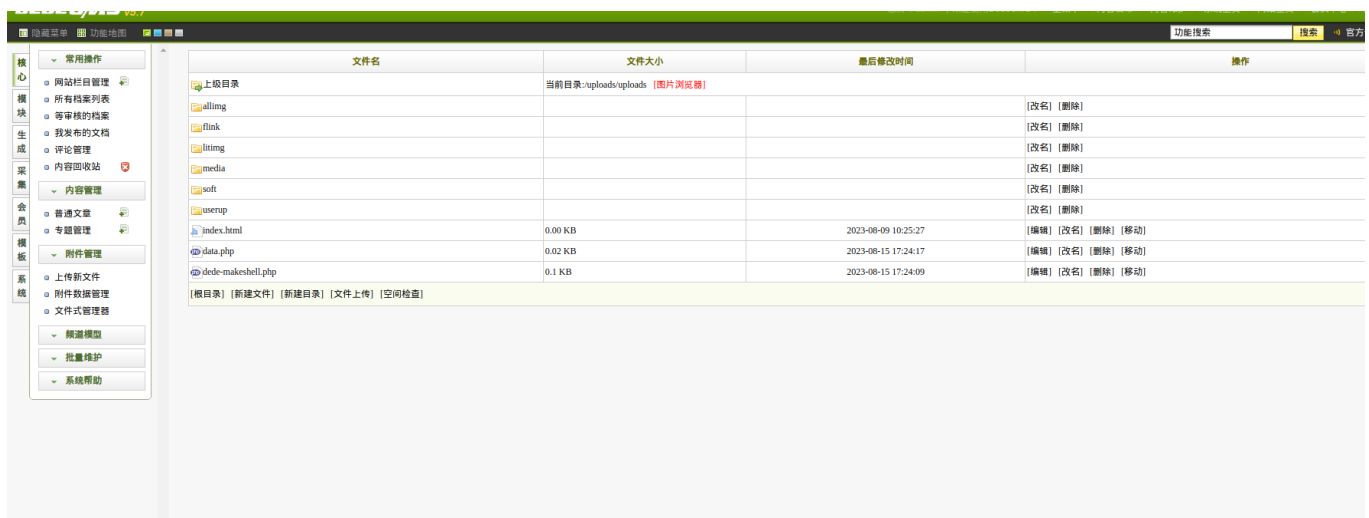 V5.7
隐藏菜单 功能地图 功能搜索 搜索 官方
核心
模块
生成
采集
会员
模板
系统
常用操作
网站栏目管理
所有档案列表
等审核的档案
我发布的文档
评论管理
内容回收站
内容管理
普通文章
专题管理
附件管理
上传新文件
附件数据管理
文件式管理器
频道模型
批量维护
系统帮助
文件名 文件大小 最后修改时间 操作
上级目录 当前目录:/uploads/uploads [图片浏览器]
allimg [改名] [删除]
flink [改名] [删除]
litimg [改名] [删除]
media [改名] [删除]
soft [改名] [删除]
userup [改名] [删除]
index.html 0.00 KB 2023-08-09 10:25:27 [编辑] [改名] [删除] [移动]
data.php 0.02 KB 2023-08-15 17:24:17 [编辑] [改名] [删除] [移动]
dede-makeshell.php 0.1 KB 2023-08-15 17:24:09 [编辑] [改名] [删除] [移动]
[根目录] [新建文件] [新建目录] [文件上传] [空间检查]